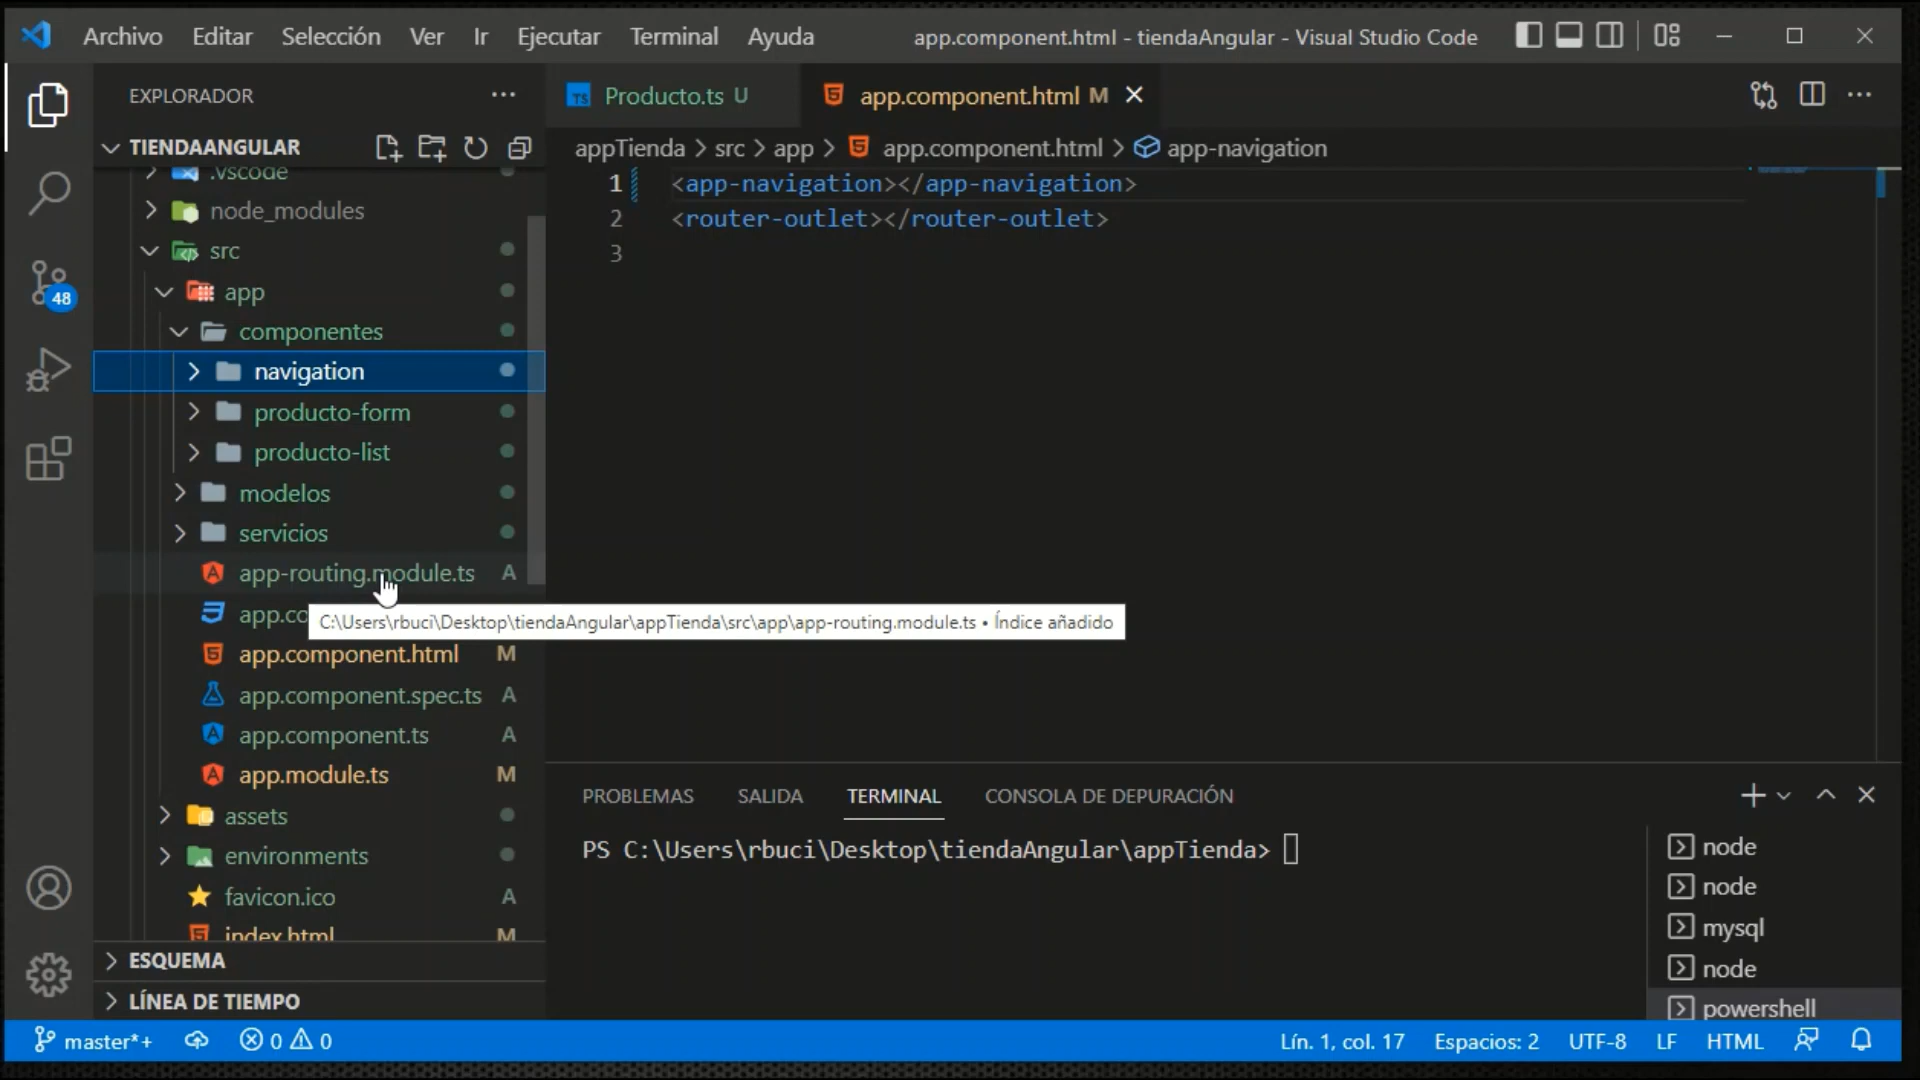 Archivo Editar Selección Ver Ir Ejecutar Terminal Ayuda app.component.html - tiendaAngular - Visual Studio Code
EXPLORADOR
TIENDAANGULAR
.vscode
node_modules
src
app
componentes
navigation
producto-form
producto-list
modelos
servicios
app-routing.module.ts A
app.co
C:\Users\rbuci\Desktop\tiendaAngular\appTienda\src\app\app-routing.module.ts • Índice añadido
app.component.html M
app.component.spec.ts A
app.component.ts A
app.module.ts M
assets
environments
favicon.ico A
index.html M
ESQUEMA
LÍNEA DE TIEMPO
TS Producto.ts U app.component.html M
appTienda > src > app > app.component.html > app-navigation
1 <app-navigation></app-navigation>
2 <router-outlet></router-outlet>
3
PROBLEMAS SALIDA TERMINAL CONSOLA DE DEPURACIÓN
PS C:\Users\rbuci\Desktop\tiendaAngular\appTienda>
node
node
mysql
node
powershell
48
master*+ 0 0 Lín. 1, col. 17 Espacios: 2 UTF-8 LF HTML